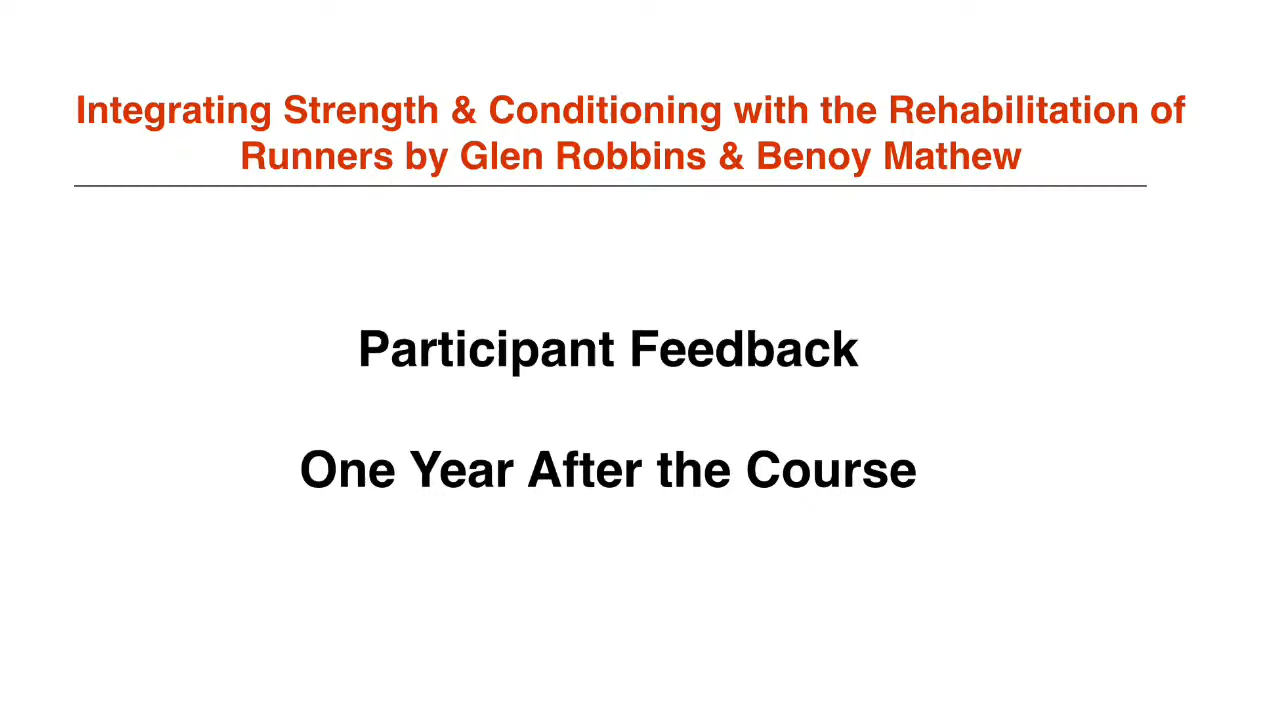 Integrating Strength & Conditioning with the Rehabilitation of
Runners by Glen Robbins & Benoy Mathew
Participant Feedback
One Year After the Course